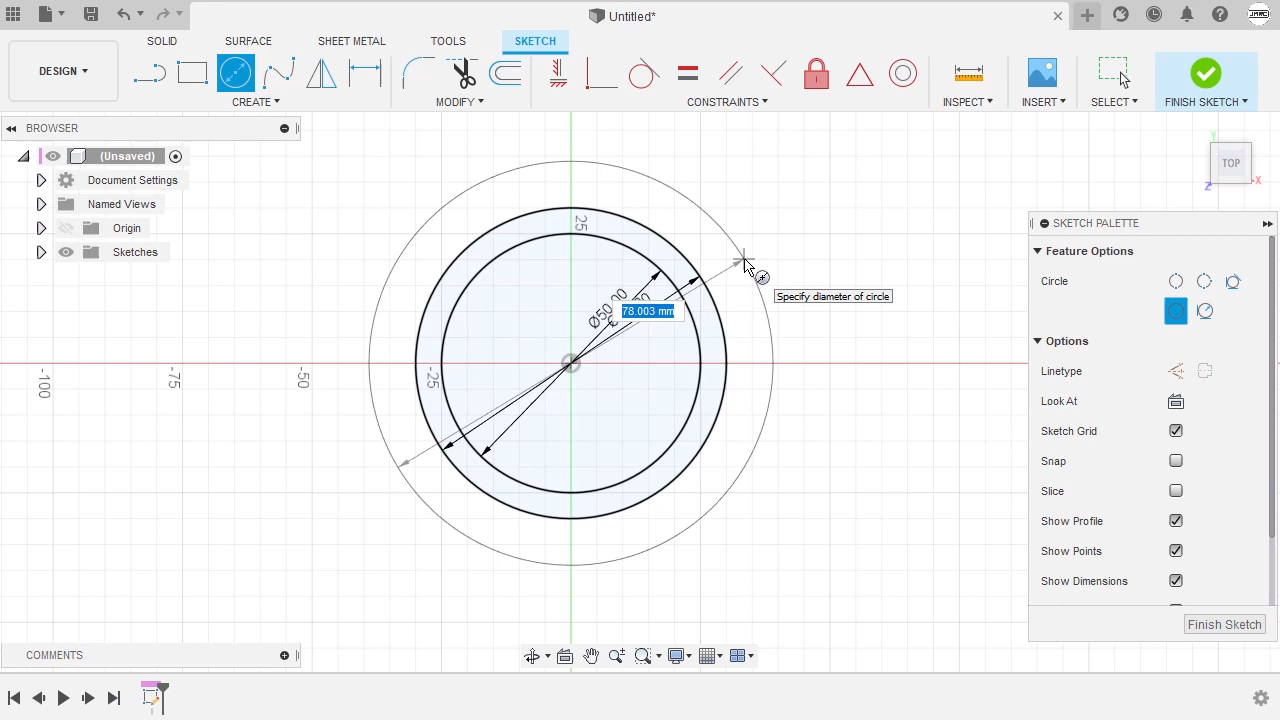 Untitled*
JMRC
DESIGN
SOLID
SURFACE
SHEET METAL
TOOLS
SKETCH
CREATE
MODIFY
CONSTRAINTS
INSPECT
INSERT
SELECT
FINISH SKETCH
BROWSER
(Unsaved)
Document Settings
Named Views
Origin
Sketches
Y
TOP
Z
X
SKETCH PALETTE
Feature Options
Circle
Options
Linetype
Look At
Sketch Grid
Snap
Slice
Show Profile
Show Points
Show Dimensions
Finish Sketch
25
Ø50.00
78.003 mm
Specify diameter of circle
-100
-75
-50
-25
COMMENTS